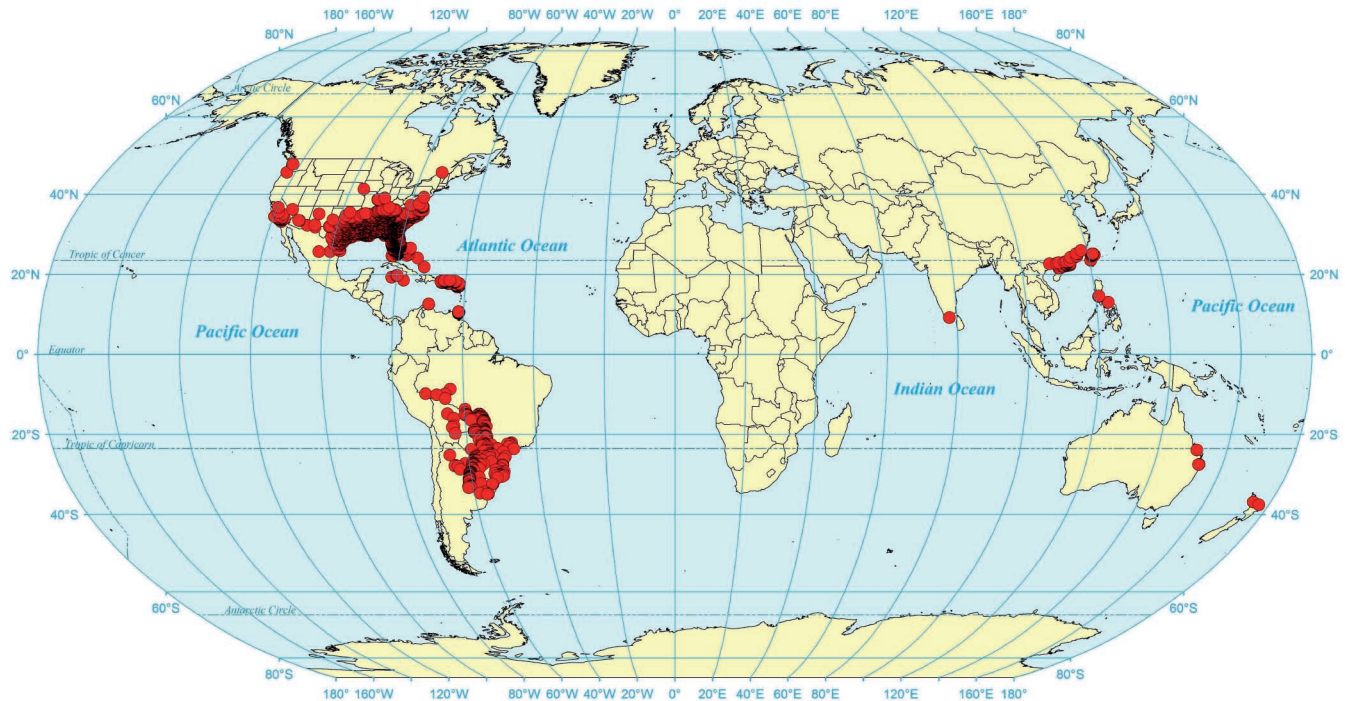 180° 160°W 120°W 80°W 60°W 40°W 20°W 0° 20°E 40°E 60°E 80°E 120°E 160°E 180°
80°N 80°N
Arctic Circle
60°N 60°N
40°N 40°N
Atlantic Ocean
Tropic of Cancer
20°N 20°N
Pacific Ocean Pacific Ocean
Equator
0° 0°
Indian Ocean
20°S 20°S
Tropic of Capricorn
40°S 40°S
60°S 60°S
Antarctic Circle
80°S 80°S
180° 160°W 120°W 80°W 60°W 40°W 20°W 0° 20°E 40°E 60°E 80°E 120°E 160°E 180°